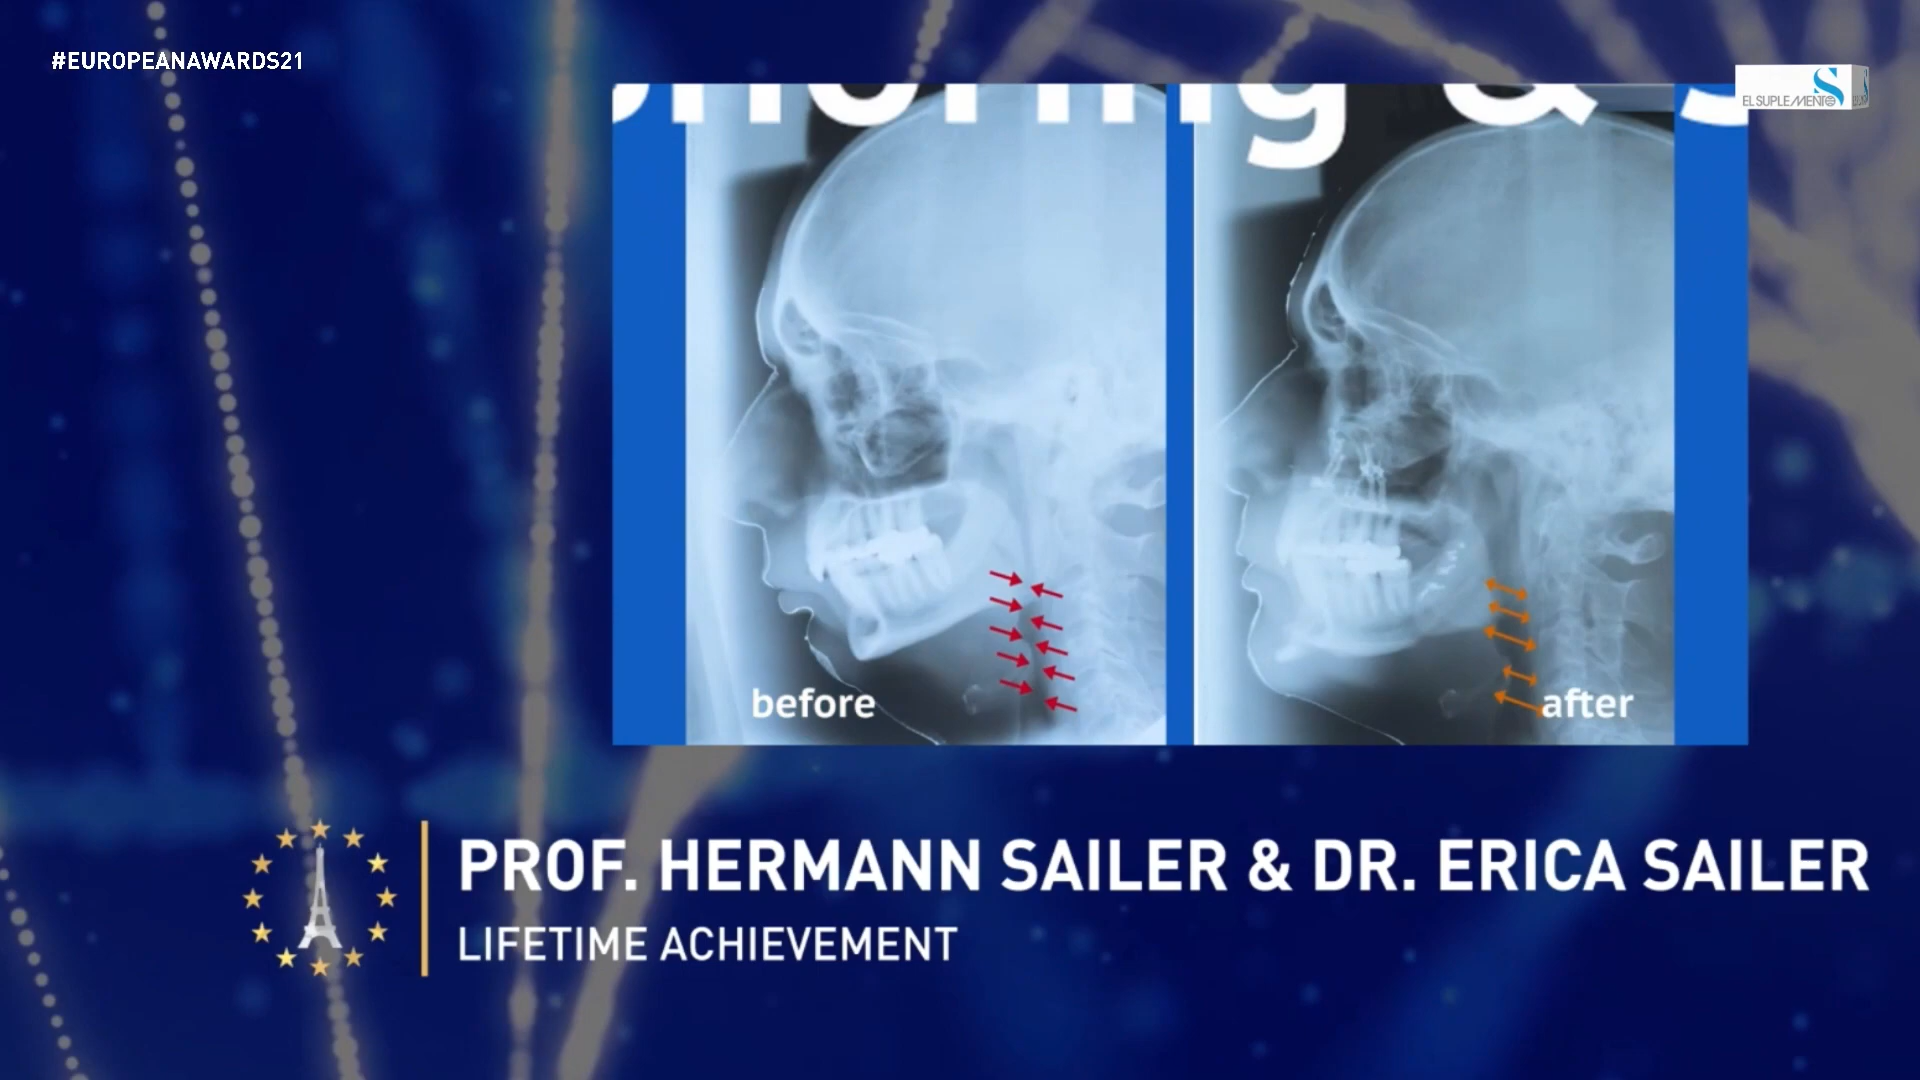 #EUROPEANAWARDS21
EL SUPLEMENTO
before
after
PROF. HERMANN SAILER & DR. ERICA SAILER
LIFETIME ACHIEVEMENT